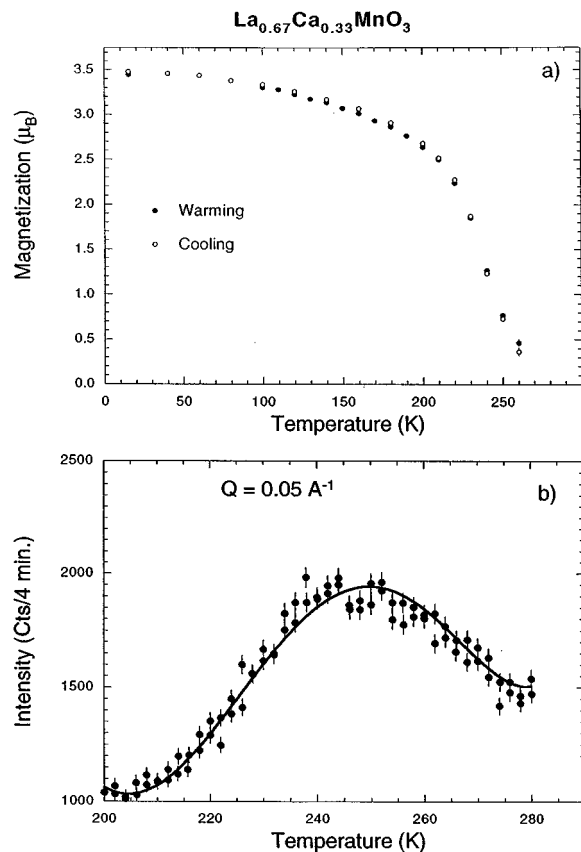 La0.67Ca0.33MnO3
a)
3.5
3.0
2.5
2.0
1.5
1.0
0.5
0.0
Magnetization (μB)
Warming
Cooling
0 50 100 150 200 250
Temperature (K)
b)
Q = 0.05 A-1
2500
2000
1500
1000
Intensity (Cts/4 min.)
200 220 240 260 280
Temperature (K)